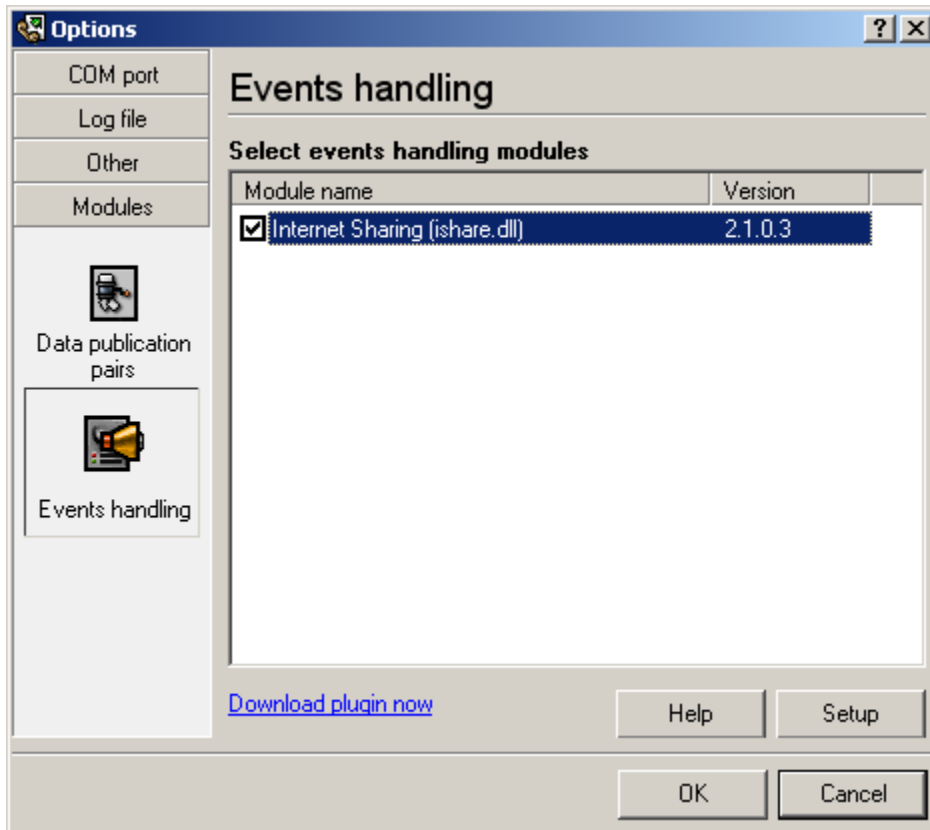 Options
COM port
Log file
Other
Modules
Data publication
pairs
Events handling
Events handling
Select events handling modules
Module name Version
Internet Sharing (ishare.dll) 2.1.0.3
Download plugin now
Help Setup
OK Cancel